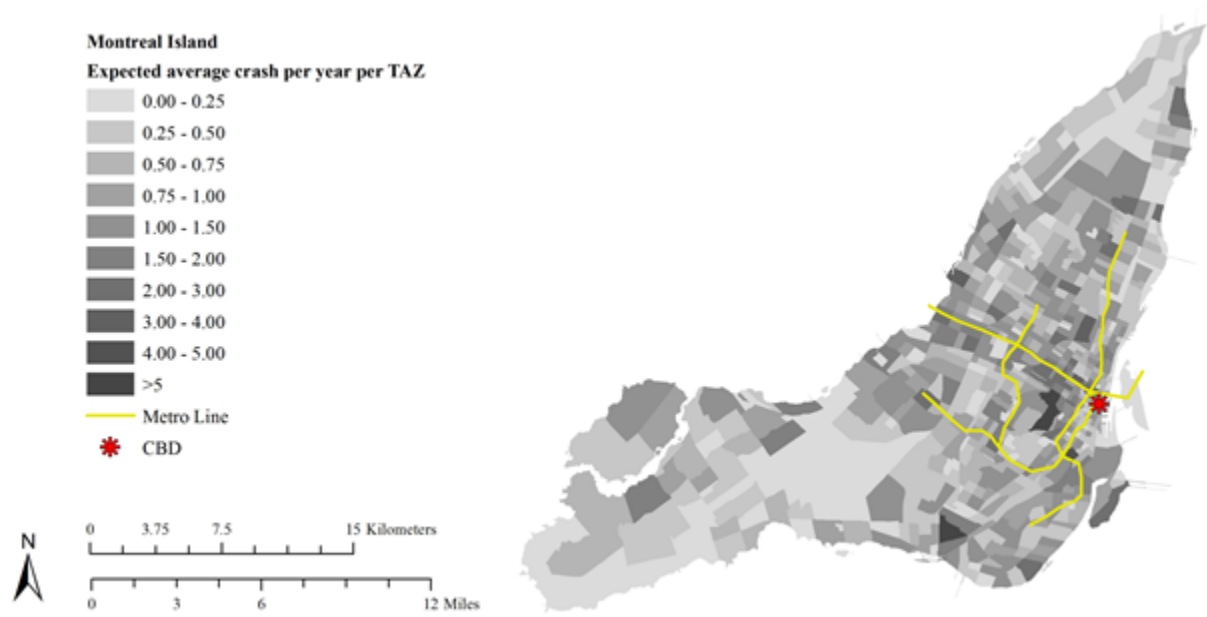 Montreal Island
Expected average crash per year per TAZ
0.00 - 0.25
0.25 - 0.50
0.50 - 0.75
0.75 - 1.00
1.00 - 1.50
1.50 - 2.00
2.00 - 3.00
3.00 - 4.00
4.00 - 5.00
>5
Metro Line
CBD
0 3.75 7.5 15 Kilometers
N
0 3 6 12 Miles